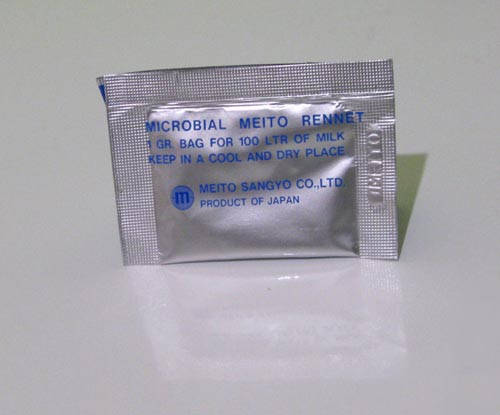 MICROBIAL MEITO RENNET
1 GR. BAG FOR 100 LTR OF MILK
KEEP IN A COOL AND DRY PLACE
m MEITO SANGYO CO.,LTD.
PRODUCT OF JAPAN
MEITO